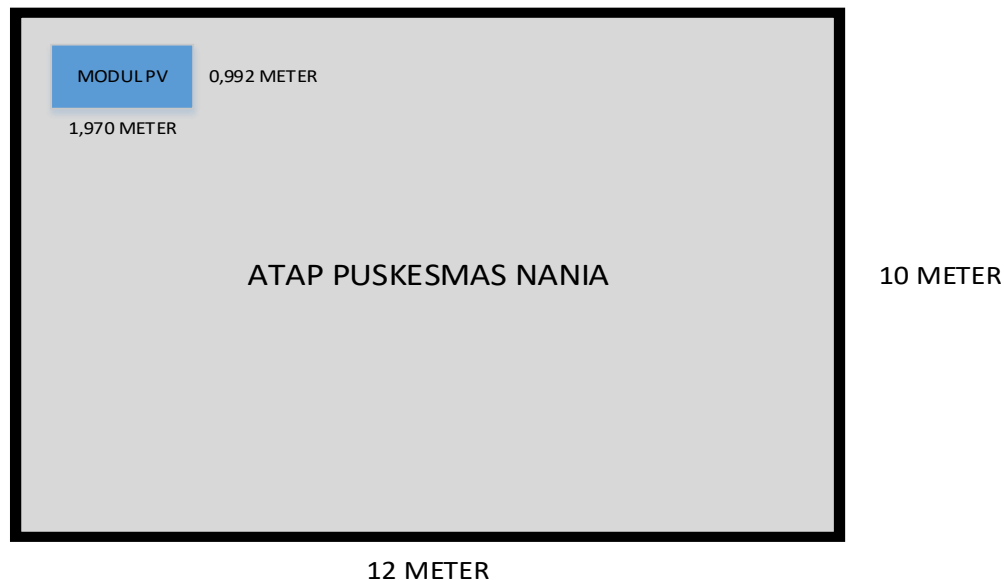 MODUL PV
0,992 METER
1,970 METER
ATAP PUSKESMAS NANIA
10 METER
12 METER